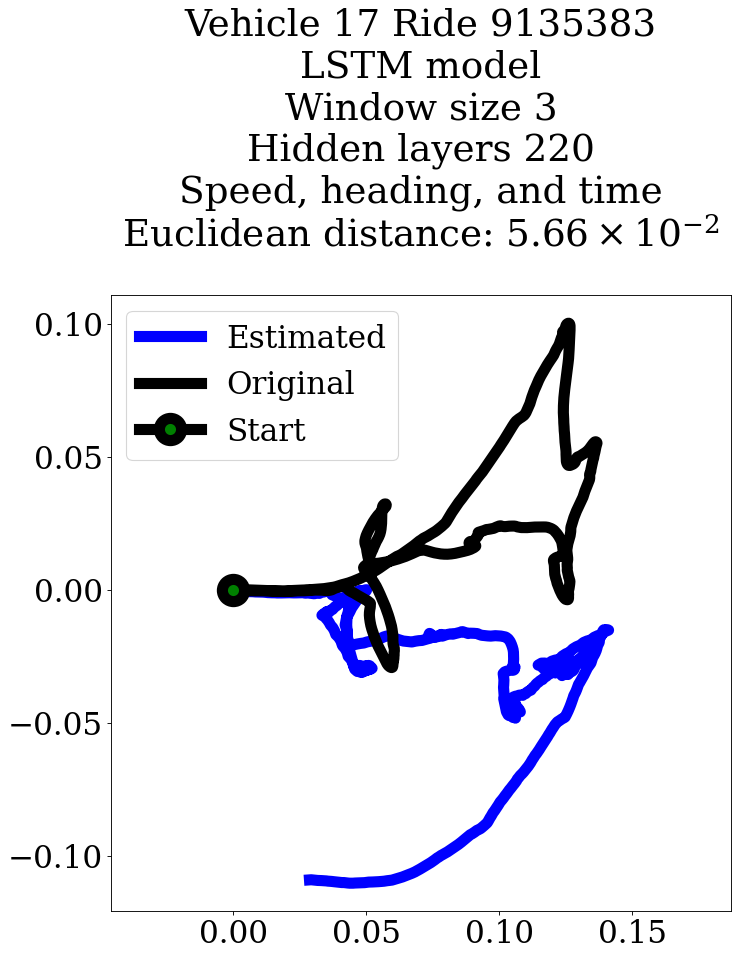 Vehicle 17 Ride 9135383
LSTM model
Window size 3
Hidden layers 220
Speed, heading, and time
Euclidean distance: 5.66 × 10⁻²
Estimated
Original
Start
0.10
0.05
0.00
−0.05
−0.10
0.00 0.05 0.10 0.15